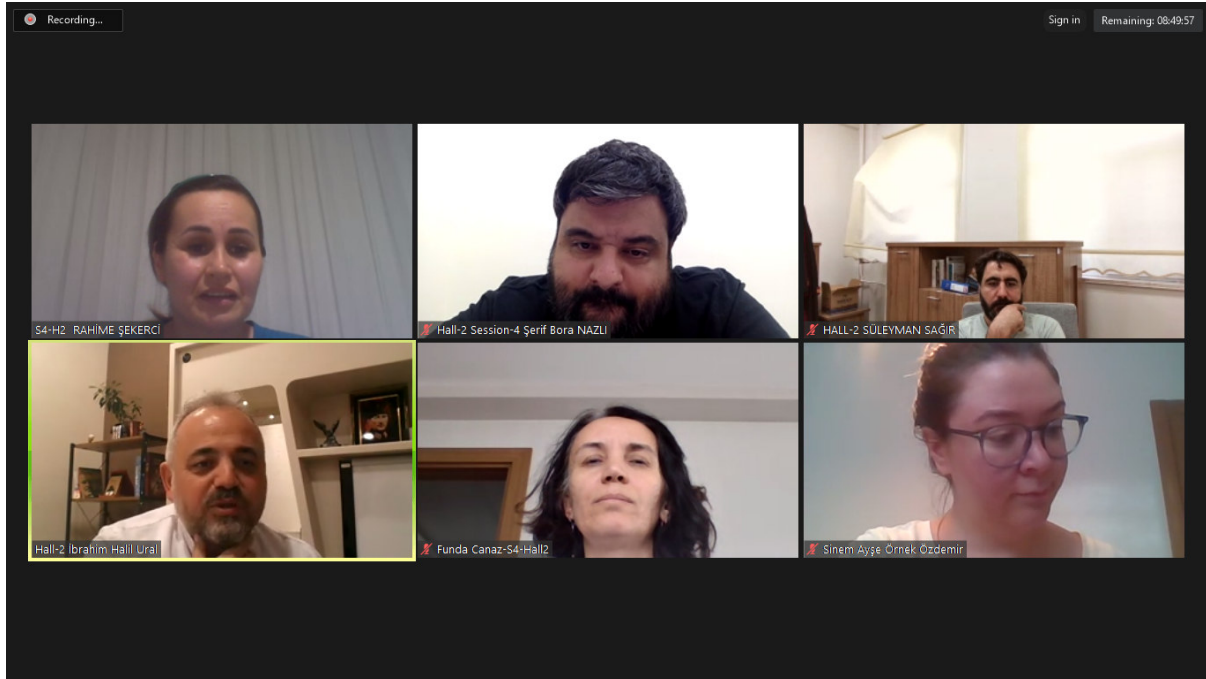 Recording...
Sign in
Remaining: 08:49:57
S4-H2 RAHİME ŞEKERCİ
Hall-2 Session-4 Şerif Bora NAZLI
HALL-2 SÜLEYMAN SAĞIR
Hall-2 İbrahim Halil Ural
Funda Canaz-S4-Hall2
Sinem Ayşe Örnek Özdemir